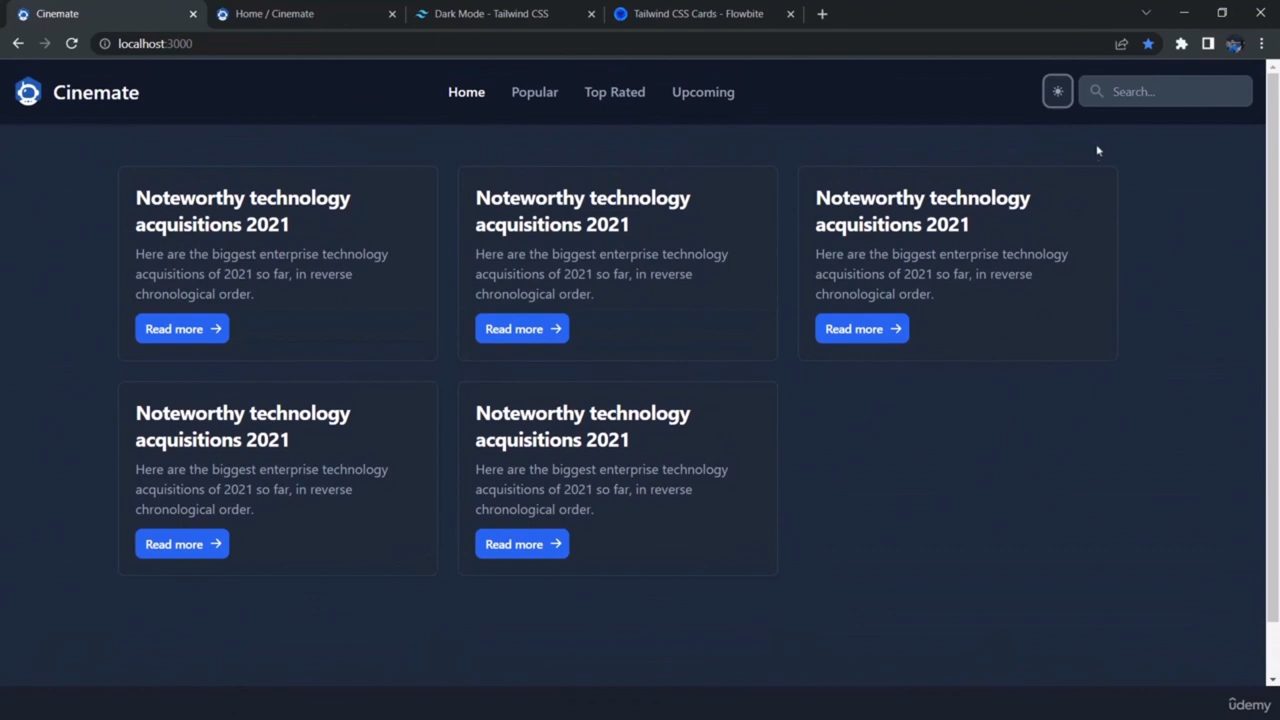 Cinemate
Home / Cinemate
Dark Mode - Tailwind CSS
Tailwind CSS Cards - Flowbite
localhost:3000
Cinemate
Home
Popular
Top Rated
Upcoming
Search...
Noteworthy technology
acquisitions 2021
Here are the biggest enterprise technology
acquisitions of 2021 so far, in reverse
chronological order.
Read more
Noteworthy technology
acquisitions 2021
Here are the biggest enterprise technology
acquisitions of 2021 so far, in reverse
chronological order.
Read more
Noteworthy technology
acquisitions 2021
Here are the biggest enterprise technology
acquisitions of 2021 so far, in reverse
chronological order.
Read more
Noteworthy technology
acquisitions 2021
Here are the biggest enterprise technology
acquisitions of 2021 so far, in reverse
chronological order.
Read more
Noteworthy technology
acquisitions 2021
Here are the biggest enterprise technology
acquisitions of 2021 so far, in reverse
chronological order.
Read more
ûdemy